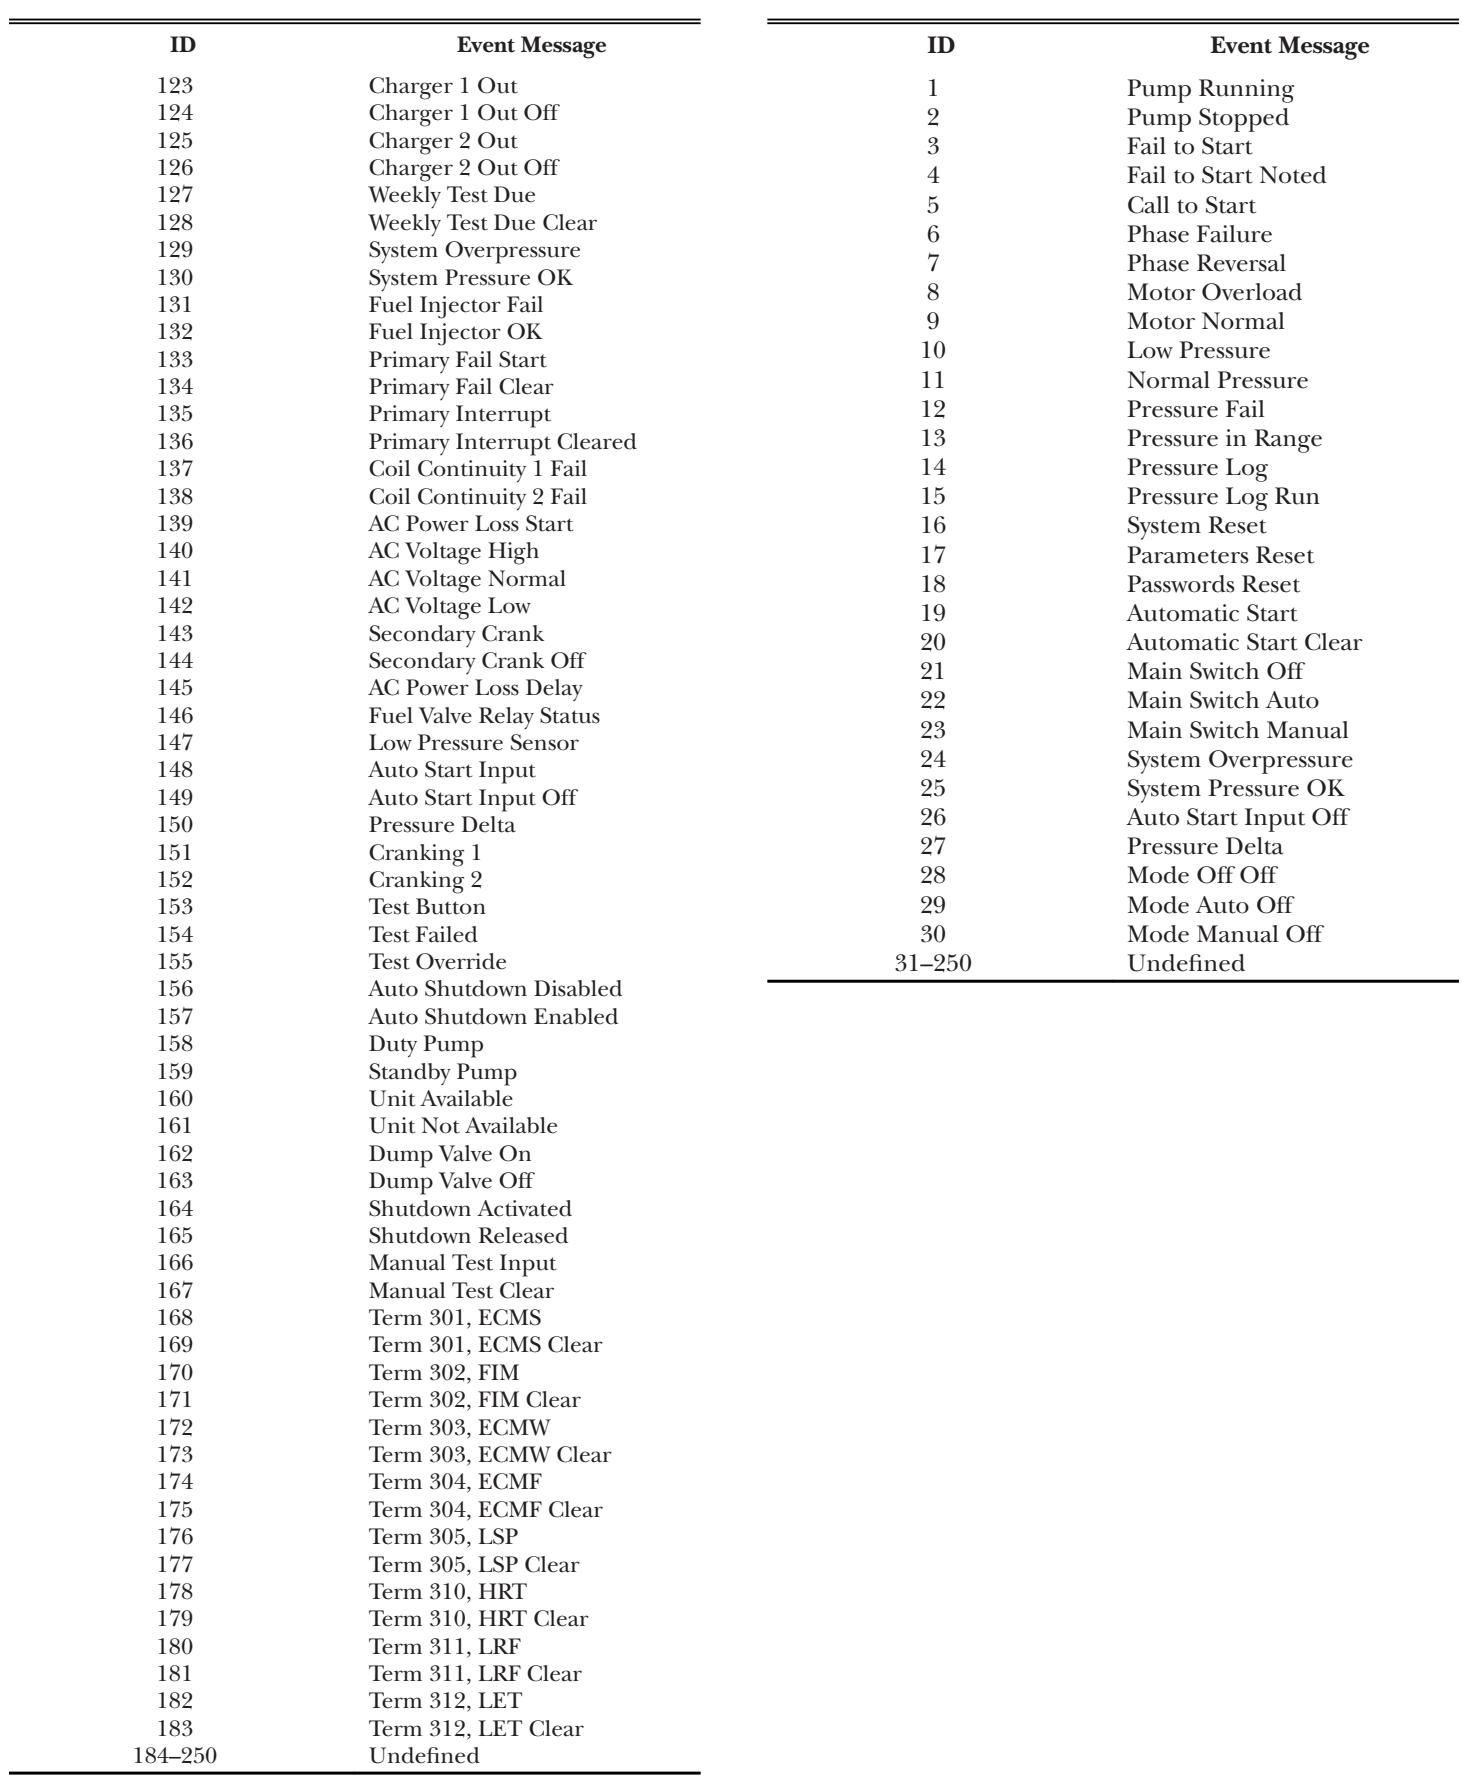 ID Event Message
123 Charger 1 Out
124 Charger 1 Out Off
125 Charger 2 Out
126 Charger 2 Out Off
127 Weekly Test Due
128 Weekly Test Due Clear
129 System Overpressure
130 System Pressure OK
131 Fuel Injector Fail
132 Fuel Injector OK
133 Primary Fail Start
134 Primary Fail Clear
135 Primary Interrupt
136 Primary Interrupt Cleared
137 Coil Continuity 1 Fail
138 Coil Continuity 2 Fail
139 AC Power Loss Start
140 AC Voltage High
141 AC Voltage Normal
142 AC Voltage Low
143 Secondary Crank
144 Secondary Crank Off
145 AC Power Loss Delay
146 Fuel Valve Relay Status
147 Low Pressure Sensor
148 Auto Start Input
149 Auto Start Input Off
150 Pressure Delta
151 Cranking 1
152 Cranking 2
153 Test Button
154 Test Failed
155 Test Override
156 Auto Shutdown Disabled
157 Auto Shutdown Enabled
158 Duty Pump
159 Standby Pump
160 Unit Available
161 Unit Not Available
162 Dump Valve On
163 Dump Valve Off
164 Shutdown Activated
165 Shutdown Released
166 Manual Test Input
167 Manual Test Clear
168 Term 301, ECMS
169 Term 301, ECMS Clear
170 Term 302, FIM
171 Term 302, FIM Clear
172 Term 303, ECMW
173 Term 303, ECMW Clear
174 Term 304, ECMF
175 Term 304, ECMF Clear
176 Term 305, LSP
177 Term 305, LSP Clear
178 Term 310, HRT
179 Term 310, HRT Clear
180 Term 311, LRF
181 Term 311, LRF Clear
182 Term 312, LET
183 Term 312, LET Clear
184–250 Undefined
ID Event Message
1 Pump Running
2 Pump Stopped
3 Fail to Start
4 Fail to Start Noted
5 Call to Start
6 Phase Failure
7 Phase Reversal
8 Motor Overload
9 Motor Normal
10 Low Pressure
11 Normal Pressure
12 Pressure Fail
13 Pressure in Range
14 Pressure Log
15 Pressure Log Run
16 System Reset
17 Parameters Reset
18 Passwords Reset
19 Automatic Start
20 Automatic Start Clear
21 Main Switch Off
22 Main Switch Auto
23 Main Switch Manual
24 System Overpressure
25 System Pressure OK
26 Auto Start Input Off
27 Pressure Delta
28 Mode Off Off
29 Mode Auto Off
30 Mode Manual Off
31–250 Undefined